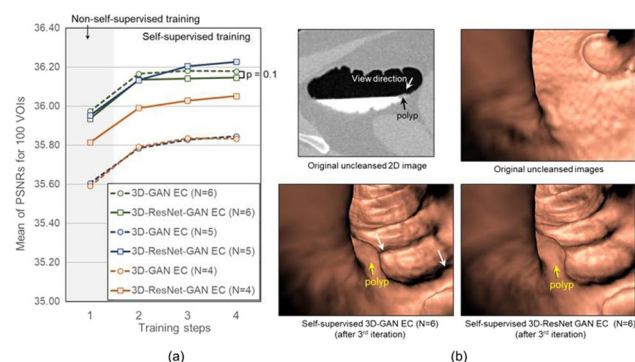 (a)
Non-self-supervised training
Self-supervised training
Mean of PSNRs for 100 VOIs
36.40
36.20
36.00
35.80
35.60
35.40
35.20
35.00
p = 0.1
3D-GAN EC (N=6)
3D-ResNet-GAN EC (N=6)
3D-GAN EC (N=5)
3D-ResNet-GAN EC (N=5)
3D-GAN EC (N=4)
3D-ResNet-GAN EC (N=4)
1 2 3 4
Training steps
(a)
View direction
polyp
Original uncleansed 2D image
Original uncleansed images
polyp
Self-supervised 3D-GAN EC (N=6)
(after 3rd iteration)
polyp
Self-supervised 3D-ResNet GAN EC (N=6)
(after 3rd iteration)
(b)